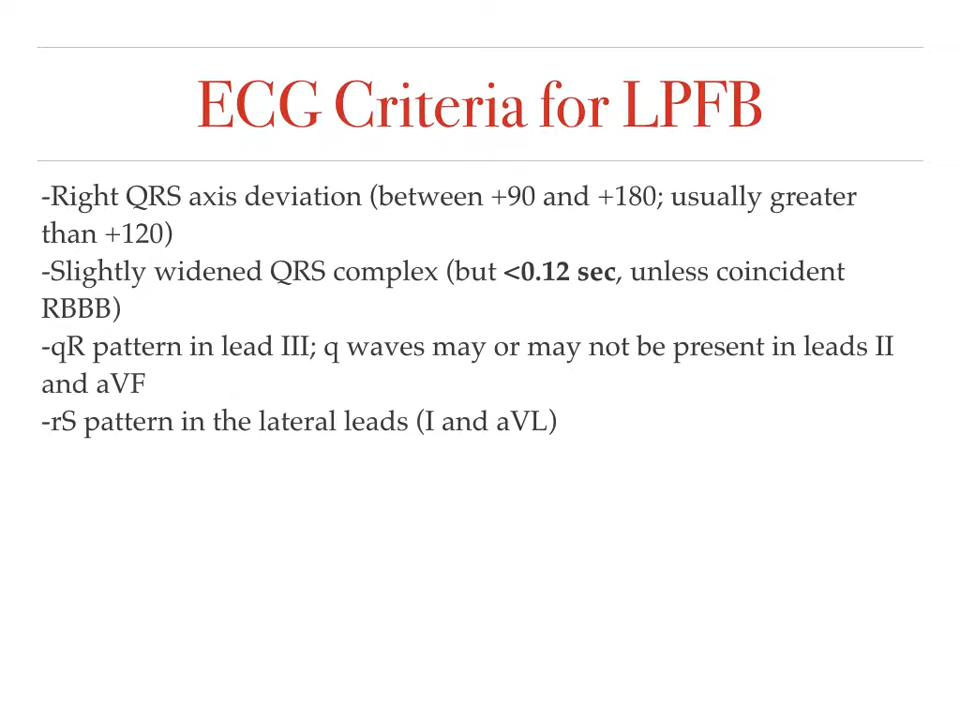 ECG Criteria for LPFB
-Right QRS axis deviation (between +90 and +180; usually greater
than +120)
-Slightly widened QRS complex (but <0.12 sec, unless coincident
RBBB)
-qR pattern in lead III; q waves may or may not be present in leads II
and aVF
-rS pattern in the lateral leads (I and aVL)